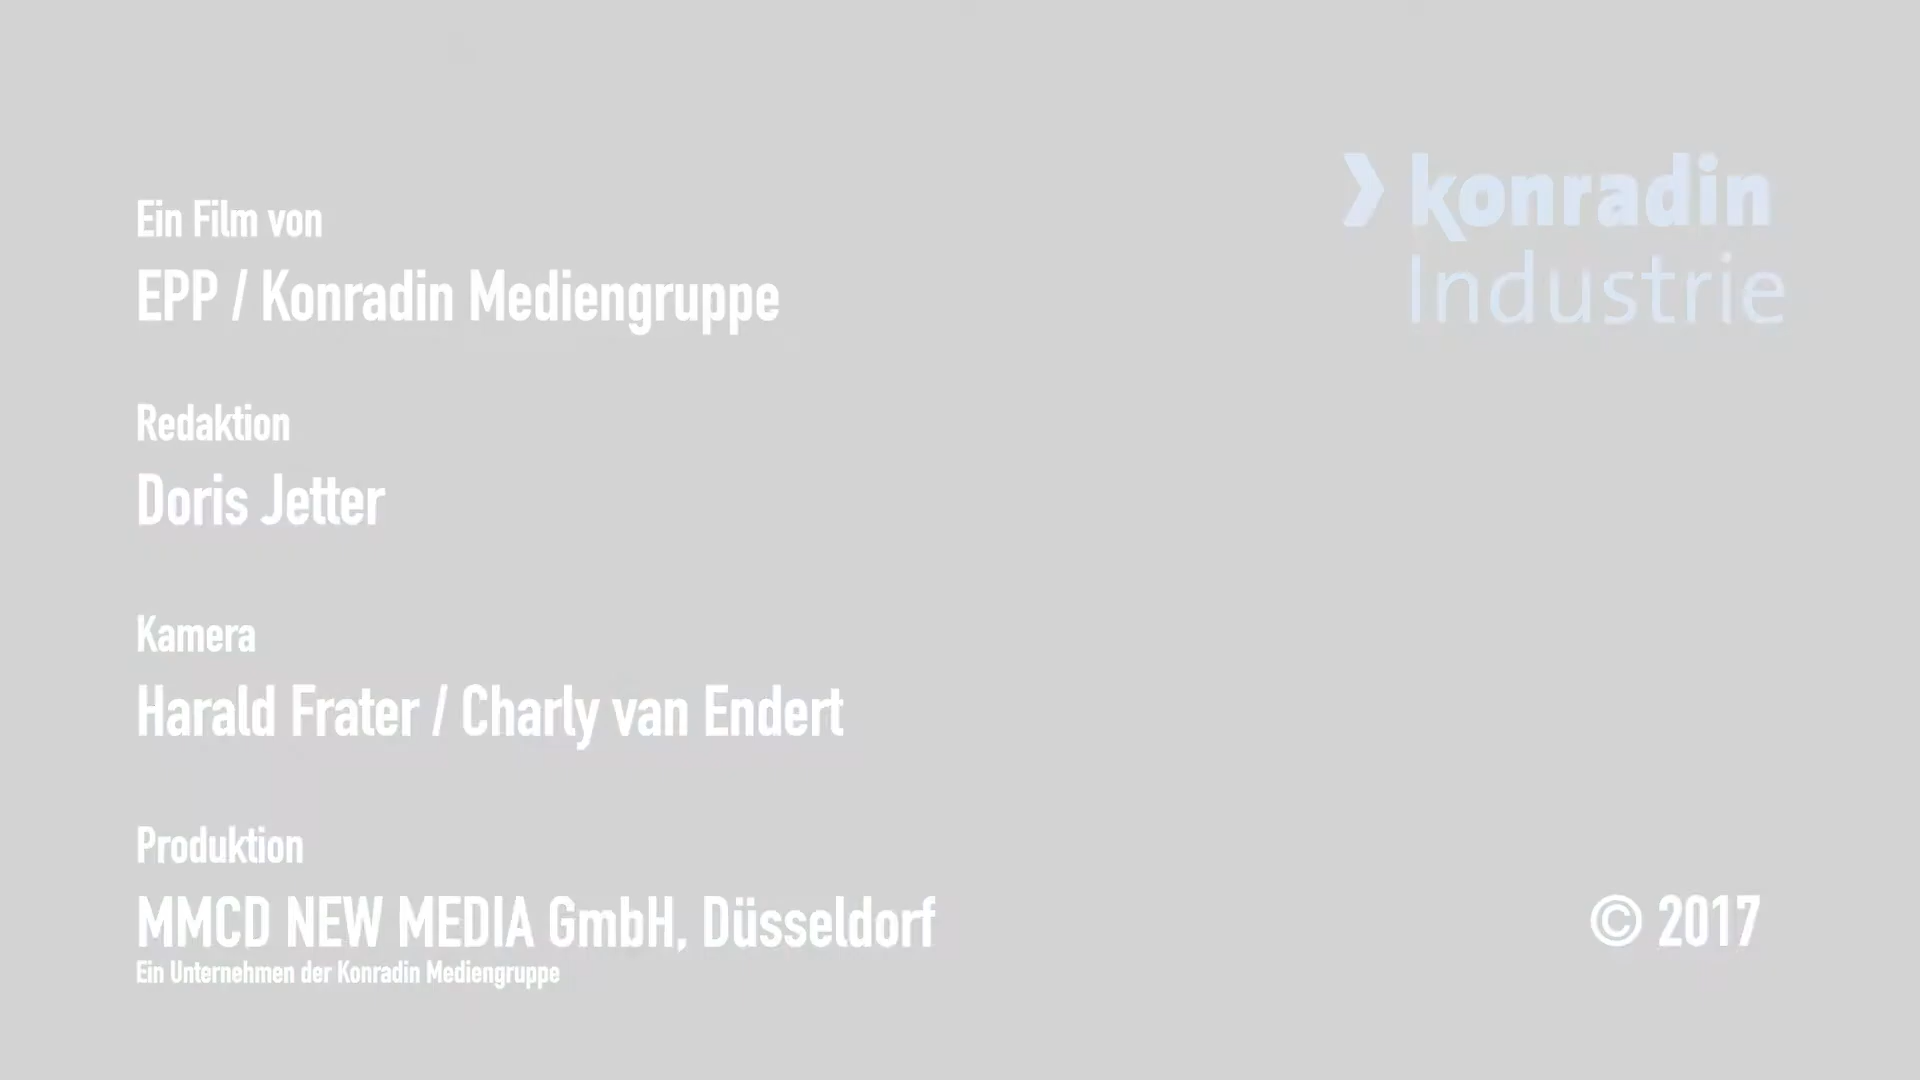 Ein Film von
EPP / Konradin Mediengruppe
konradin
Industrie
Redaktion
Doris Jetter
Kamera
Harald Frater / Charly van Endert
Produktion
MMCD NEW MEDIA GmbH, Düsseldorf
Ein Unternehmen der Konradin Mediengruppe
© 2017